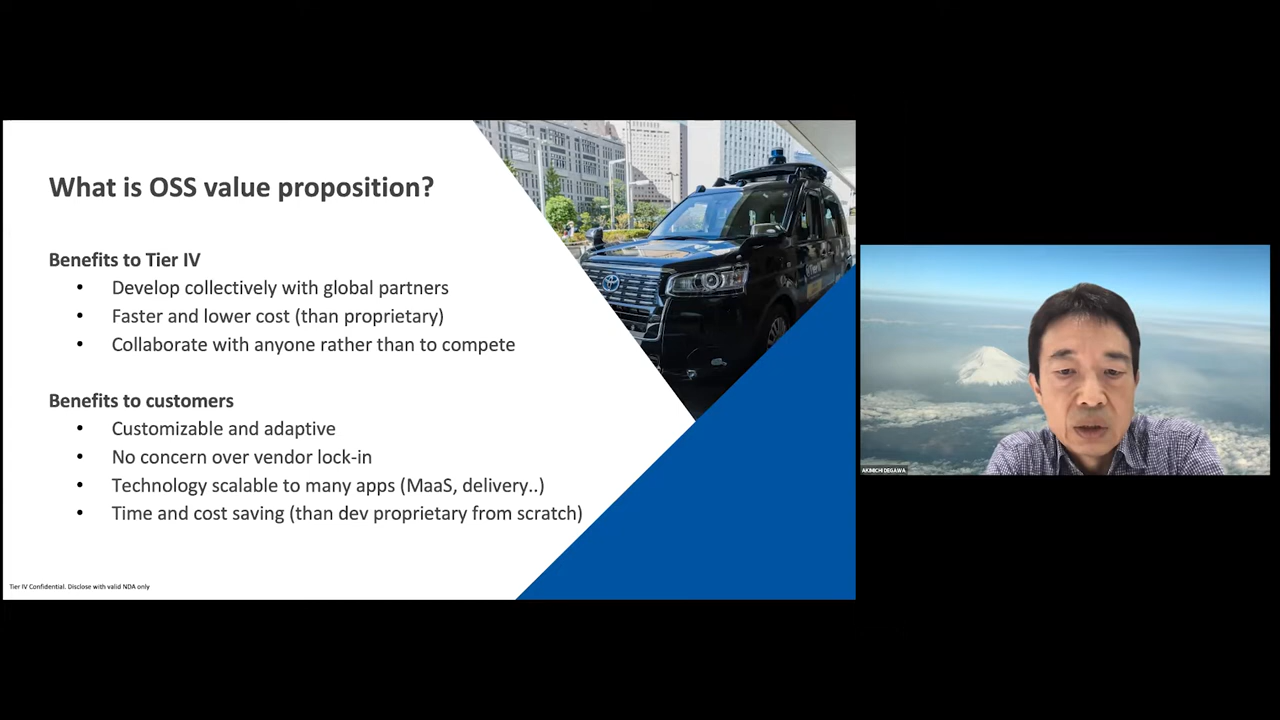 What is OSS value proposition?
Benefits to Tier IV
• Develop collectively with global partners
• Faster and lower cost (than proprietary)
• Collaborate with anyone rather than to compete
Benefits to customers
• Customizable and adaptive
• No concern over vendor lock-in
• Technology scalable to many apps (MaaS, delivery..)
• Time and cost saving (than dev proprietary from scratch)
Tier IV Confidential. Disclose with valid NDA only
AKIMICHI DEGAWA